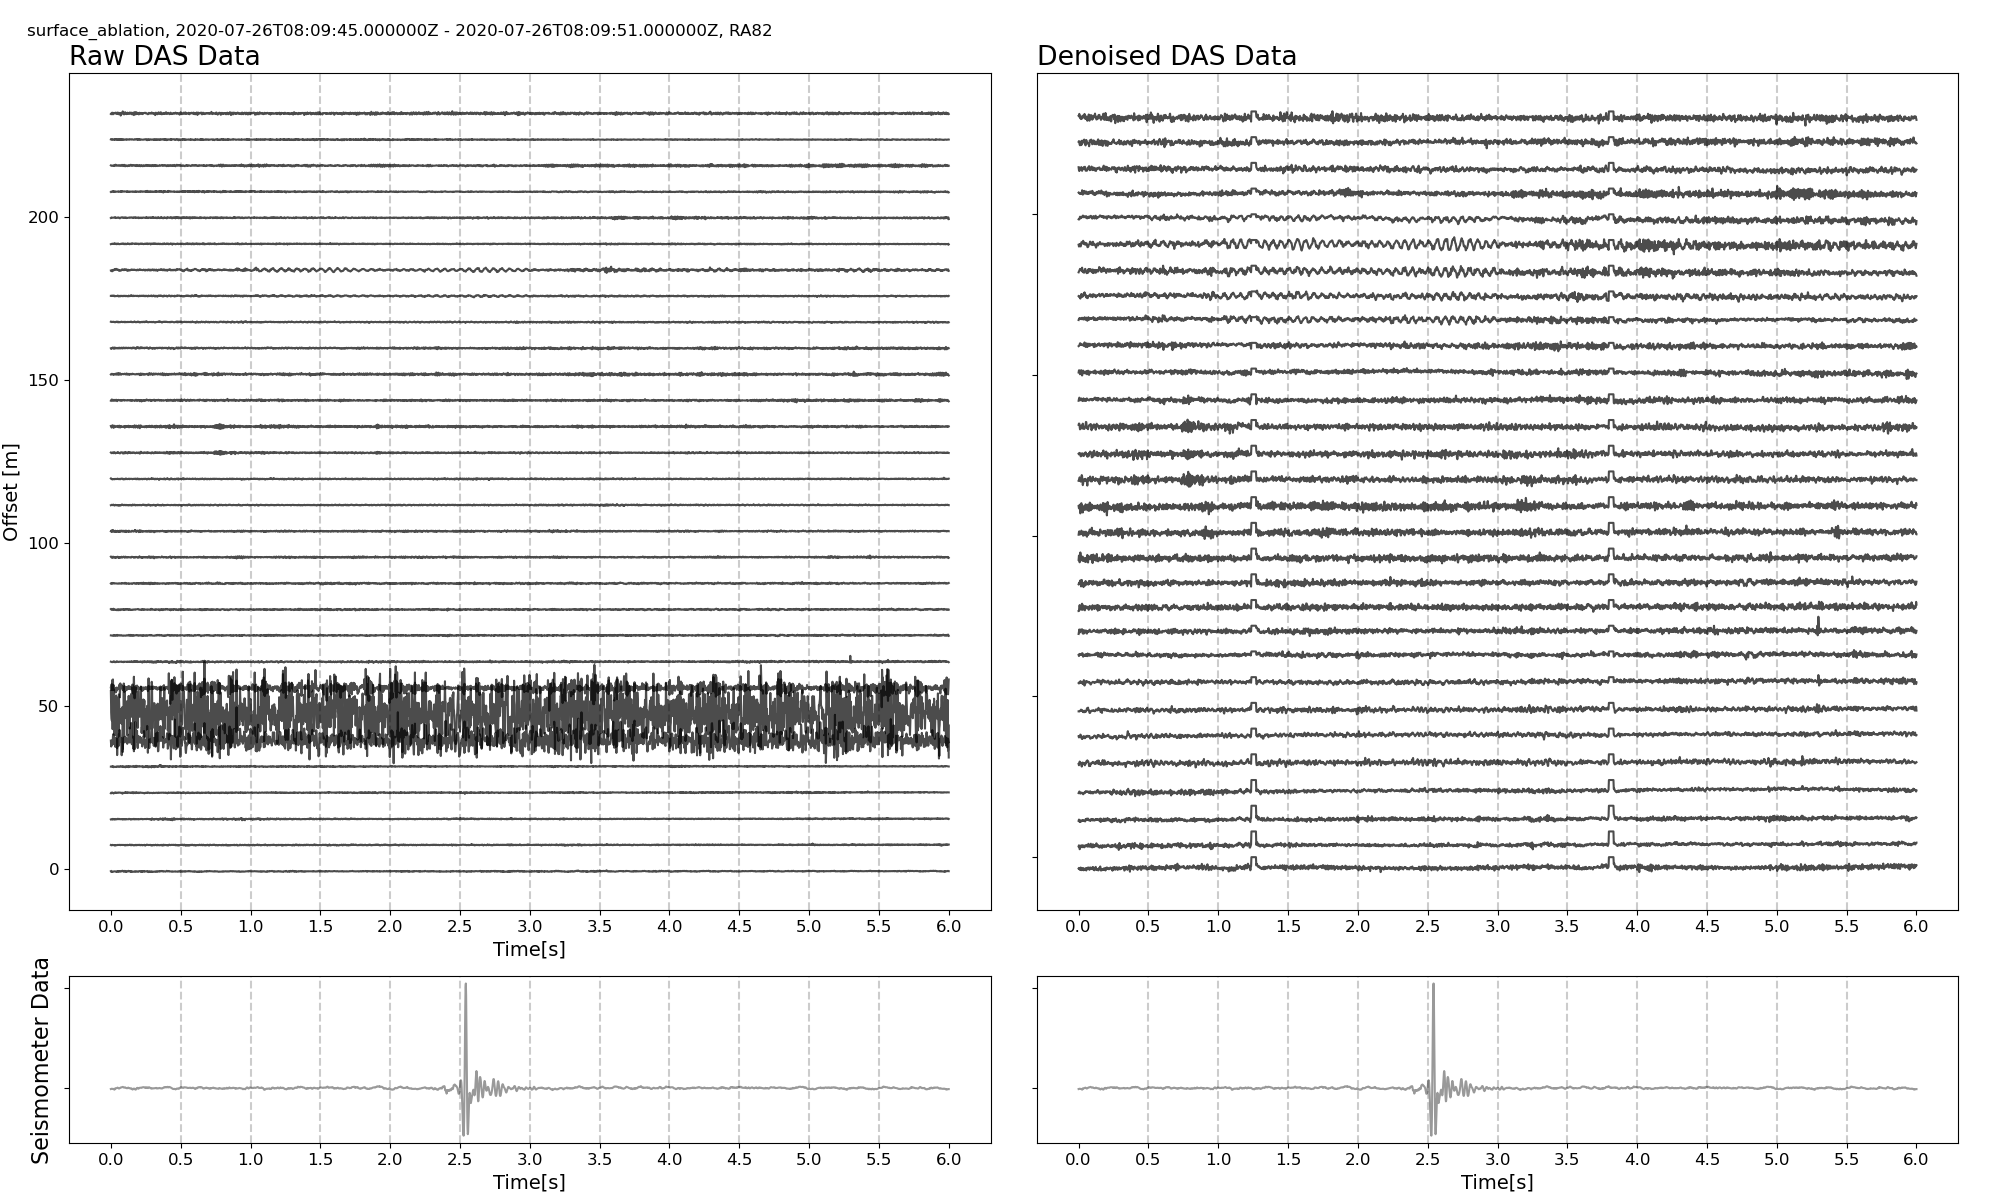 surface_ablation, 2020-07-26T08:09:45.000000Z - 2020-07-26T08:09:51.000000Z, RA82
Raw DAS Data
Denoised DAS Data
Offset [m]
200
150
100
50
0
0.0 0.5 1.0 1.5 2.0 2.5 3.0 3.5 4.0 4.5 5.0 5.5 6.0
Time[s]
0.0 0.5 1.0 1.5 2.0 2.5 3.0 3.5 4.0 4.5 5.0 5.5 6.0
Seismometer Data
0.0 0.5 1.0 1.5 2.0 2.5 3.0 3.5 4.0 4.5 5.0 5.5 6.0
Time[s]
0.0 0.5 1.0 1.5 2.0 2.5 3.0 3.5 4.0 4.5 5.0 5.5 6.0
Time[s]